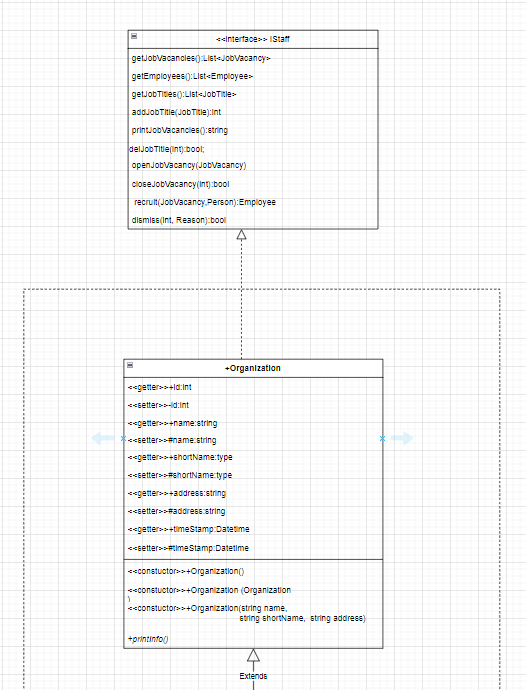 <<interface>> IStaff
getJobVacancies():List<JobVacancy>
getEmployees():List<Employee>
getJobTitles():List<JobTitle>
addJobTitle(JobTitle):int
printJobVacancies():string
delJobTitle(int):bool;
openJobVacancy(JobVacancy)
closeJobVacancy(int):bool
recruit(JobVacancy,Person):Employee
dismiss(int, Reason):bool
+Organization
<<getter>>+id:int
<<setter>>-id:int
<<getter>>+name:string
<<setter>>#name:string
<<getter>>+shortName:type
<<setter>>#shortName:type
<<getter>>+address:string
<<setter>>#address:string
<<getter>>+timeStamp:Datetime
<<setter>>#timeStamp:Datetime
<<constuctor>>+Organization()
<<constuctor>>+Organization (Organization
)
<<constuctor>>+Organization(string name,
string shortName, string address)
+printinfo()
Extends